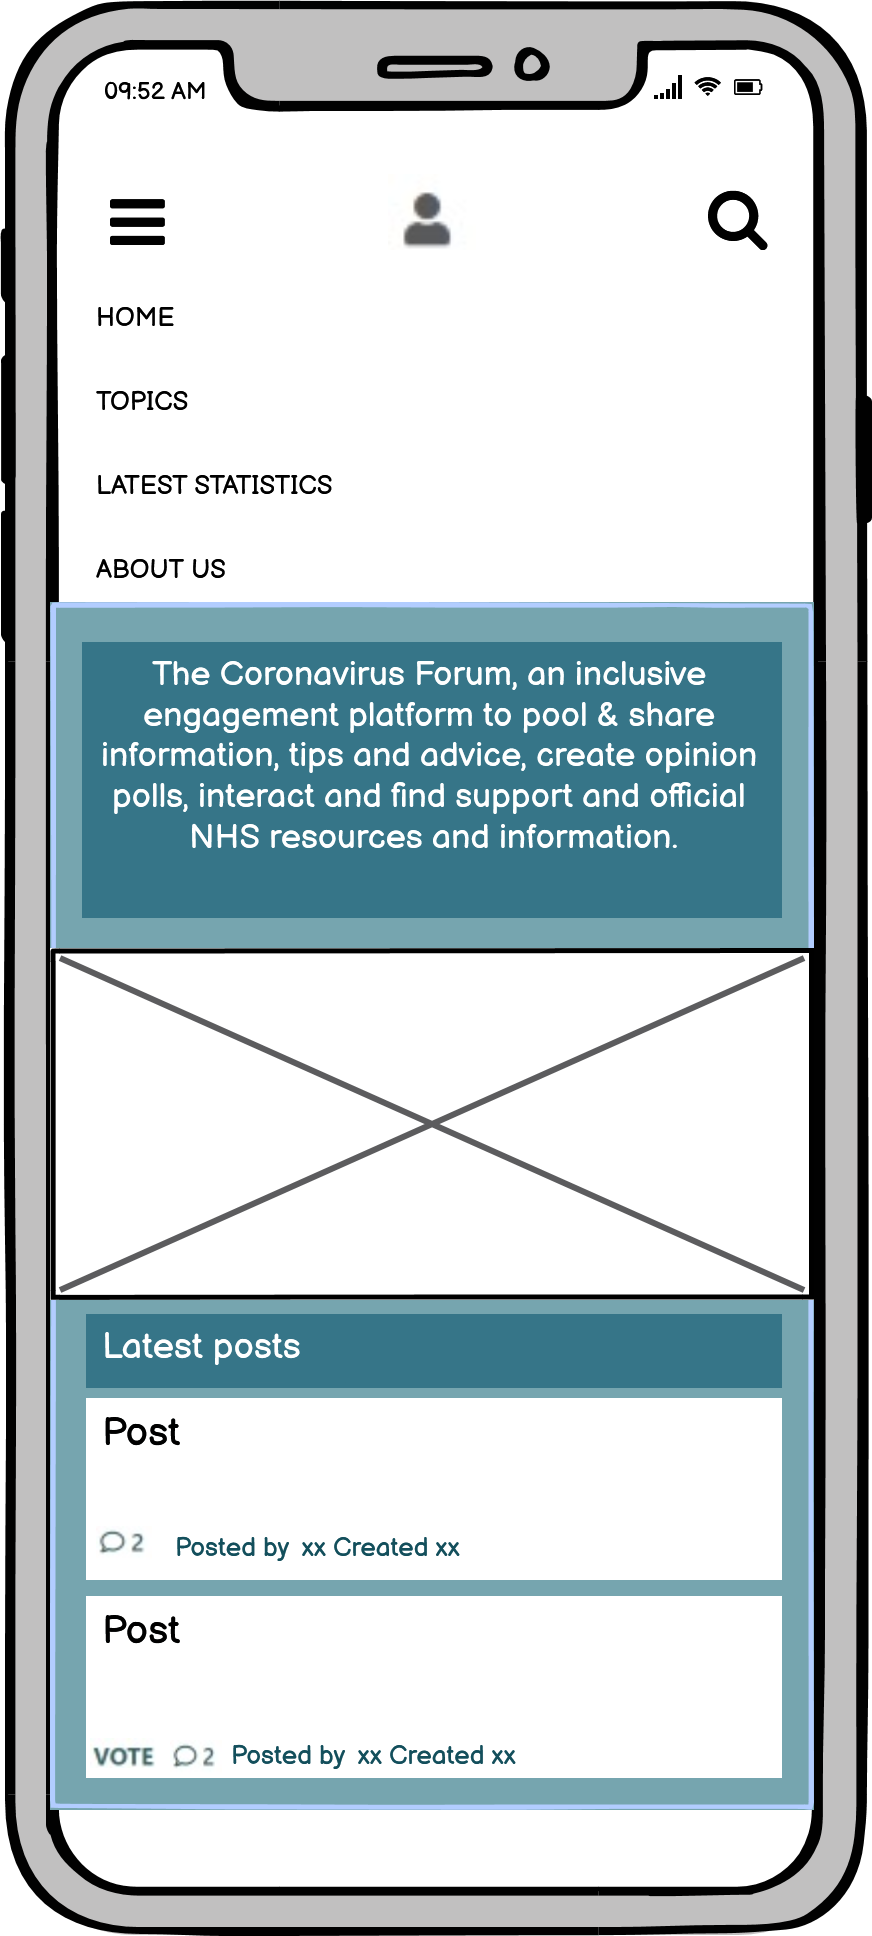 09:52 AM
HOME
TOPICS
LATEST STATISTICS
ABOUT US
The Coronavirus Forum, an inclusive
engagement platform to pool & share
information, tips and advice, create opinion
polls, interact and find support and official
NHS resources and information.
Latest posts
Post
2 Posted by xx Created xx
Post
VOTE 2 Posted by xx Created xx